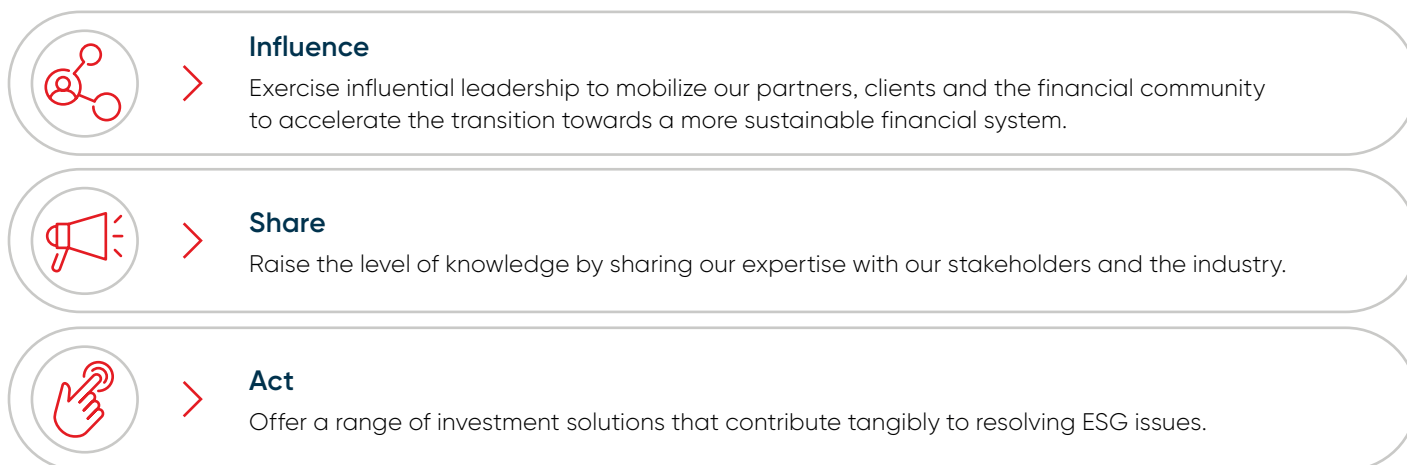 Influence
Exercise influential leadership to mobilize our partners, clients and the financial community
to accelerate the transition towards a more sustainable financial system.
Share
Raise the level of knowledge by sharing our expertise with our stakeholders and the industry.
Act
Offer a range of investment solutions that contribute tangibly to resolving ESG issues.